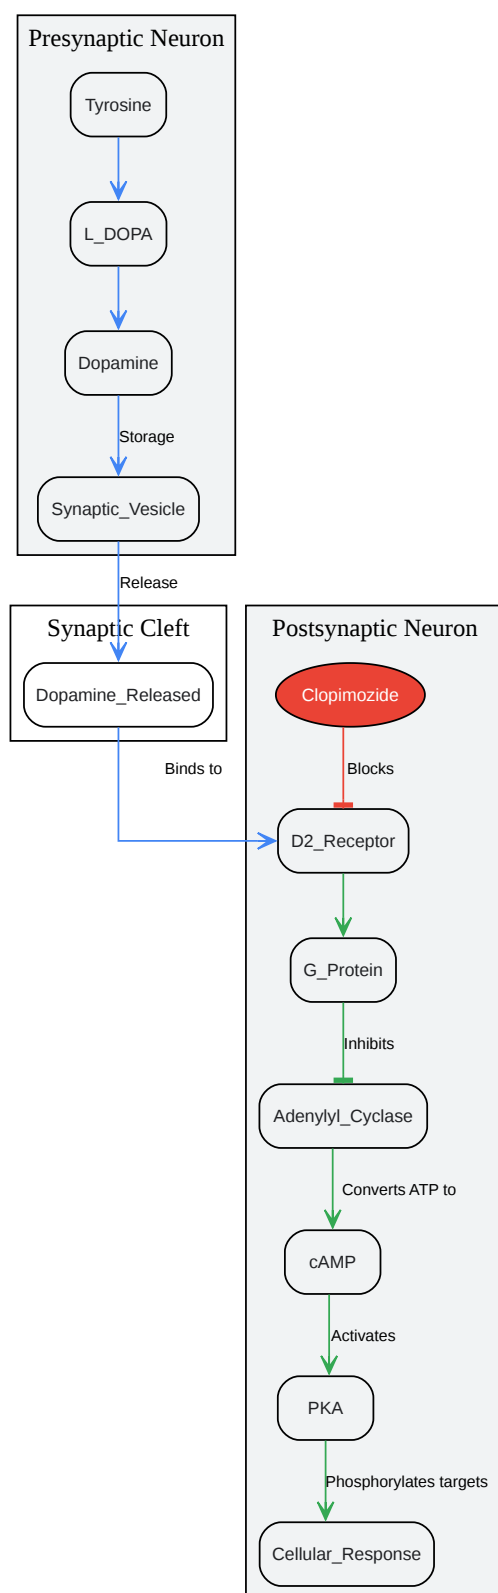 Presynaptic Neuron
Tyrosine
L_DOPA
Dopamine
Storage
Synaptic_Vesicle
Release
Synaptic Cleft
Dopamine_Released
Binds to
Postsynaptic Neuron
Clopimozide
Blocks
D2_Receptor
G_Protein
Inhibits
Adenylyl_Cyclase
Converts ATP to
cAMP
Activates
PKA
Phosphorylates targets
Cellular_Response